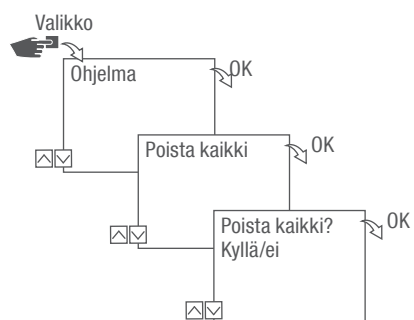 Valikko
Ohjelma
OK
Poista kaikki
OK
Poista kaikki?
Kyllä/ei
OK